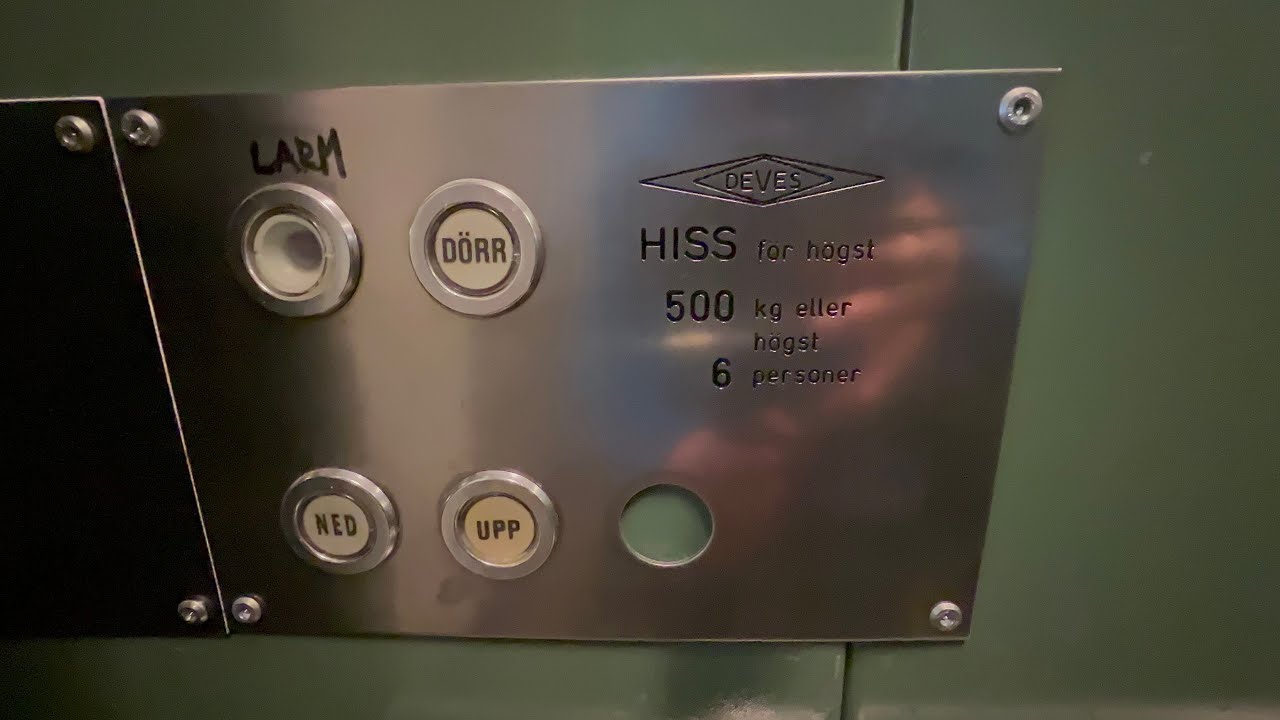 LARM
DÖRR
DEVES
HISS för högst
500 kg eller
högst
6 personer
NED
UPP